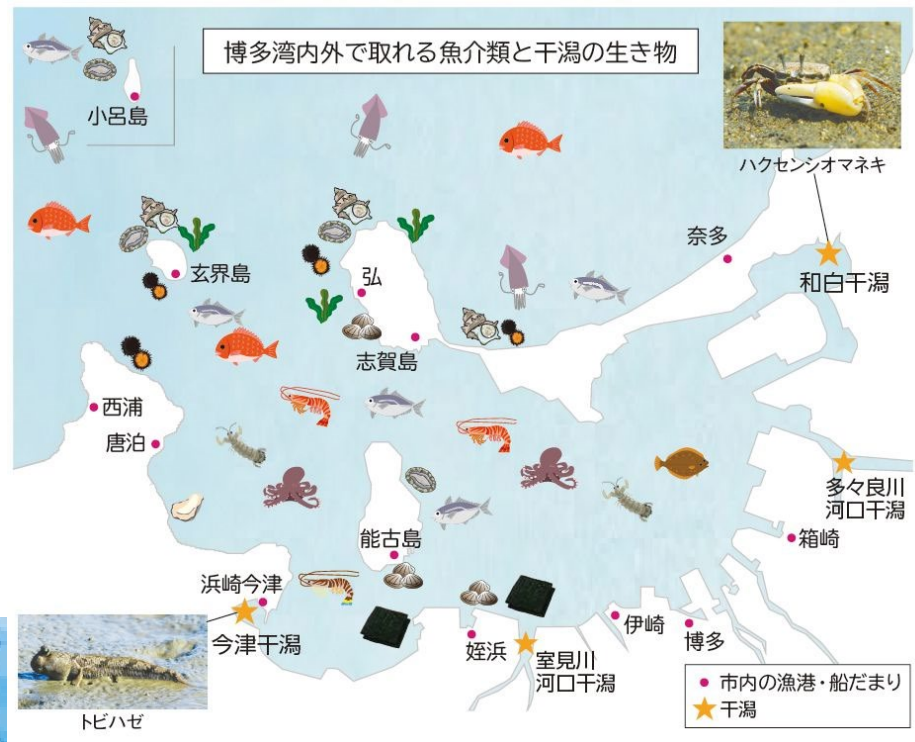 博多湾内外で取れる魚介類と干潟の生き物
小呂島
ハクセンシオマネキ
奈多
和白干潟
玄界島
弘
志賀島
西浦
唐泊
多々良川
河口干潟
箱崎
能古島
浜崎今津
今津干潟
姪浜
室見川
河口干潟
伊崎
博多
トビハゼ
市内の漁港・船だまり
干潟